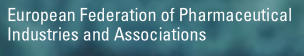 European Federation of Pharmaceutical
Industries and Associations